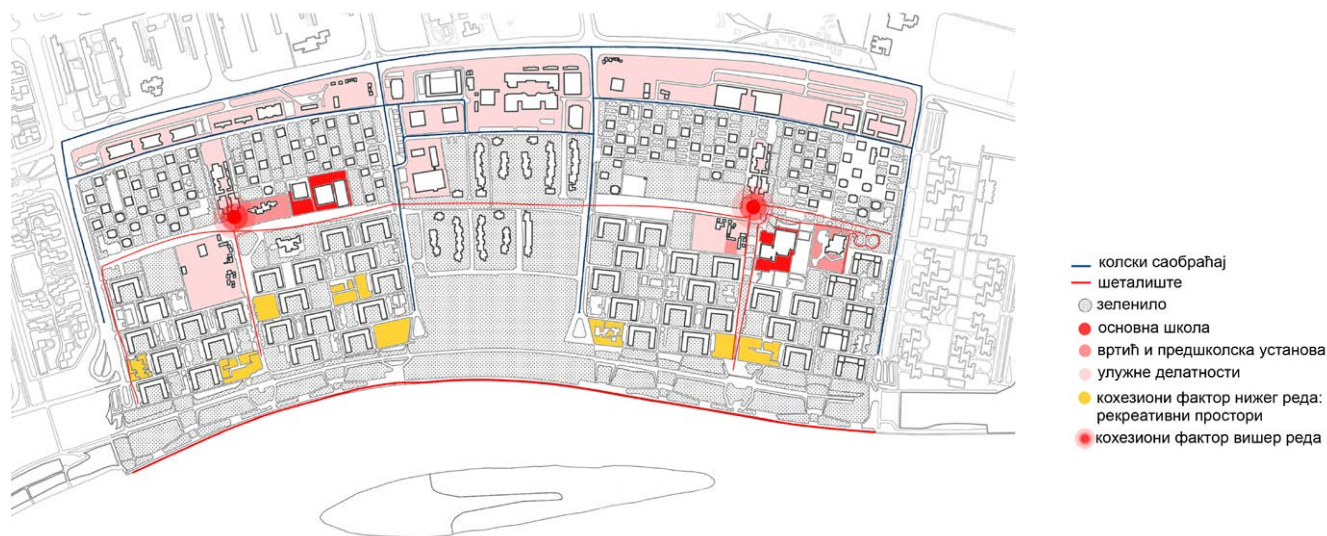 колски саобраћај
шеталиште
зеленило
основна школа
вртић и предшколска установа
улужне делатности
кохезиони фактор нижег реда:
рекреативни простори
кохезиони фактор вишер реда